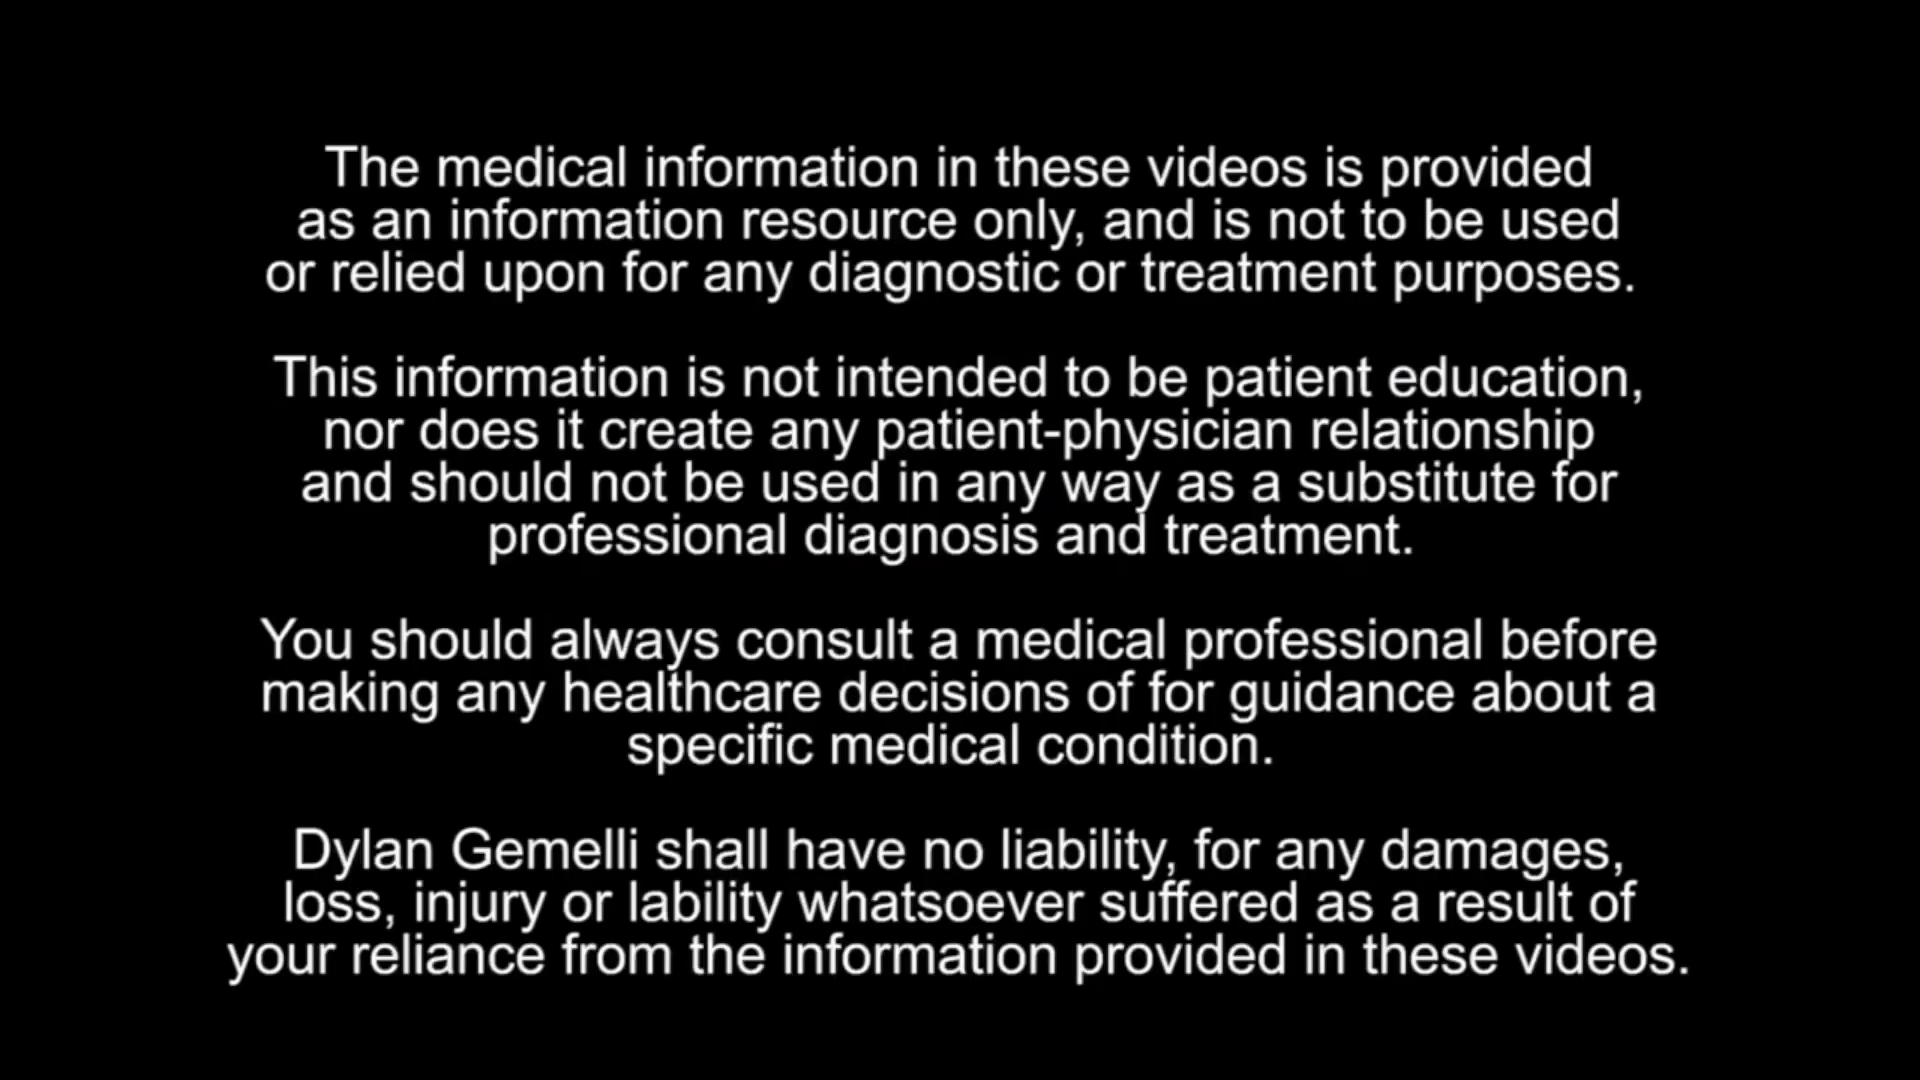 The medical information in these videos is provided
as an information resource only, and is not to be used
or relied upon for any diagnostic or treatment purposes.
This information is not intended to be patient education,
nor does it create any patient-physician relationship
and should not be used in any way as a substitute for
professional diagnosis and treatment.
You should always consult a medical professional before
making any healthcare decisions of for guidance about a
specific medical condition.
Dylan Gemelli shall have no liability, for any damages,
loss, injury or lability whatsoever suffered as a result of
your reliance from the information provided in these videos.